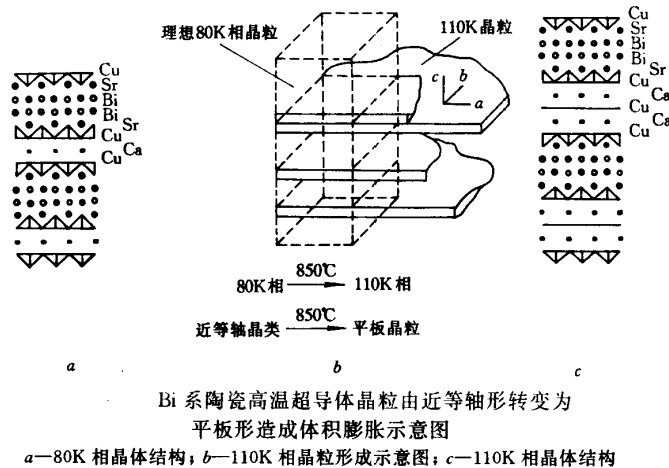 Cu
Sr
Bi
Bi
Sr
Cu
Ca
Cu
理想80K相晶粒
110K晶粒
c
b
a
Cu
Sr
Bi
Bi
Sr
Cu
Ca
Cu
Ca
Cu
850℃
80K相 110K相
850℃
近等轴晶类 平板晶粒
a b c
Bi 系陶瓷高温超导体晶粒由近等轴形转变为
平板形造成体积膨胀示意图
a—80K 相晶体结构；b—110K 相晶粒形成示意图；c—110K 相晶体结构